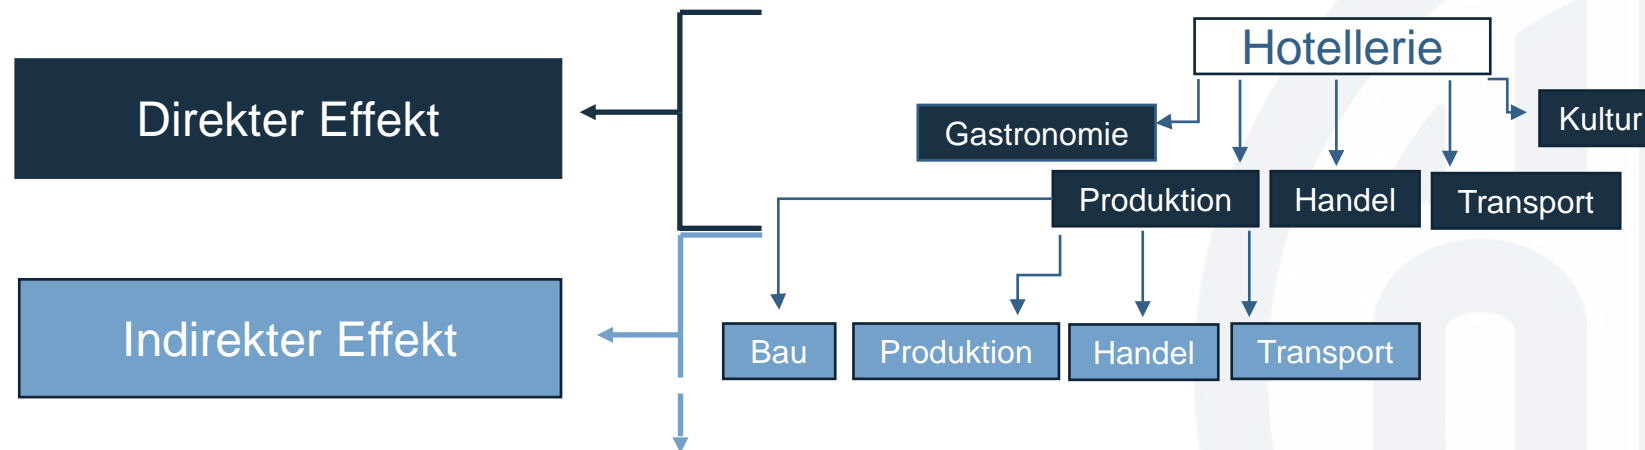 Hotellerie
Direkter Effekt
Gastronomie
Kultur
Produktion
Handel
Transport
Indirekter Effekt
Bau
Produktion
Handel
Transport